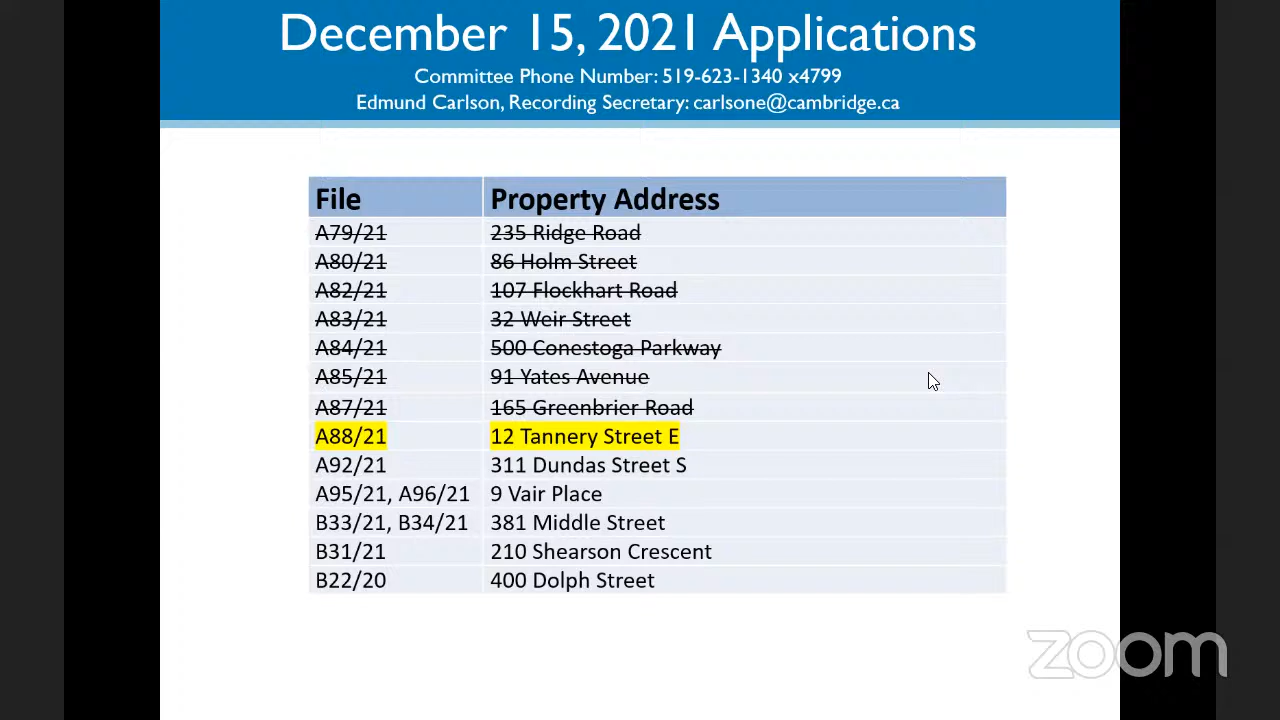 December 15, 2021 Applications
Committee Phone Number: 519-623-1340 x4799
Edmund Carlson, Recording Secretary: carlsone@cambridge.ca
File Property Address
A79/21 235 Ridge Road
A80/21 86 Holm Street
A82/21 107 Flockhart Road
A83/21 32 Weir Street
A84/21 500 Conestoga Parkway
A85/21 91 Yates Avenue
A87/21 165 Greenbrier Road
A88/21 12 Tannery Street E
A92/21 311 Dundas Street S
A95/21, A96/21 9 Vair Place
B33/21, B34/21 381 Middle Street
B31/21 210 Shearson Crescent
B22/20 400 Dolph Street
zoom